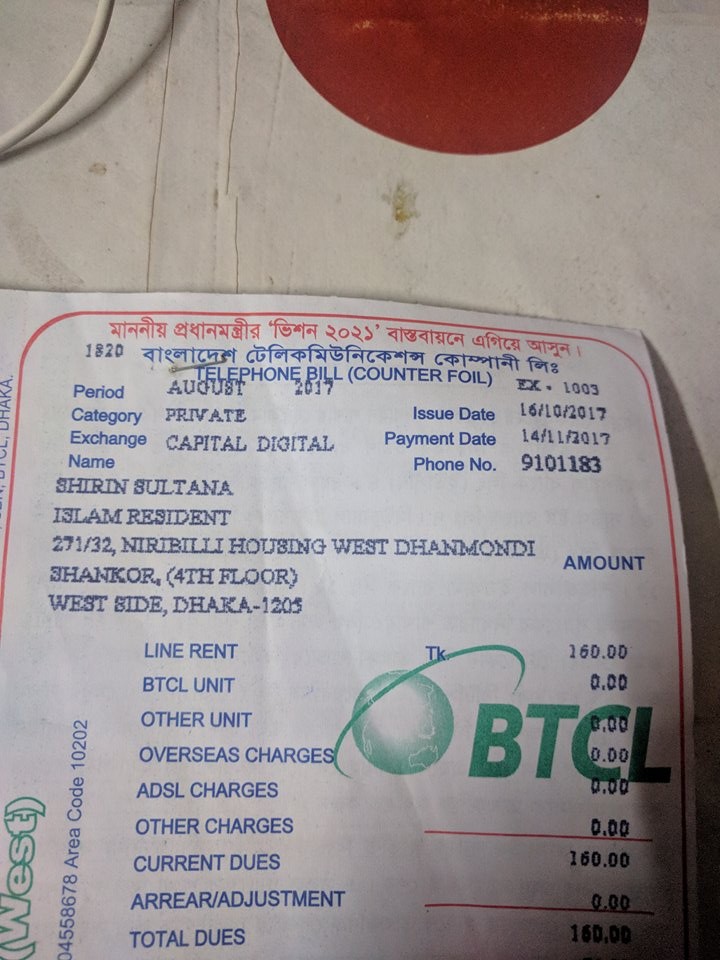 মাননীয় প্রধানমন্ত্রীর 'ভিশন ২০২১' বাস্তবায়নে এগিয়ে আসুন।
1820 বাংলাদেশ টেলিকমিউনিকেশন্স কোম্পানী লিঃ
TELEPHONE BILL (COUNTER FOIL)
Period AUGUST 2017 EX. 1003
Category PRIVATE Issue Date 16/10/2017
Exchange CAPITAL DIGITAL Payment Date 14/11/2017
Name Phone No. 9101183
SHIRIN SULTANA
ISLAM RESIDENT
271/32, NIRIBILLI HOUSING WEST DHANMONDI
AMOUNT
SHANKOR, (4TH FLOOR)
WEST SIDE, DHAKA-1205
LINE RENT Tk. 160.00
BTCL UNIT 0.00
OTHER UNIT 0.00
OVERSEAS CHARGES 0.00
ADSL CHARGES 0.00
OTHER CHARGES 0.00
CURRENT DUES 160.00
ARREAR/ADJUSTMENT 0.00
TOTAL DUES 160.00
BTCL
BTCL, DHAKA.
04558678 Area Code 10202
(West)